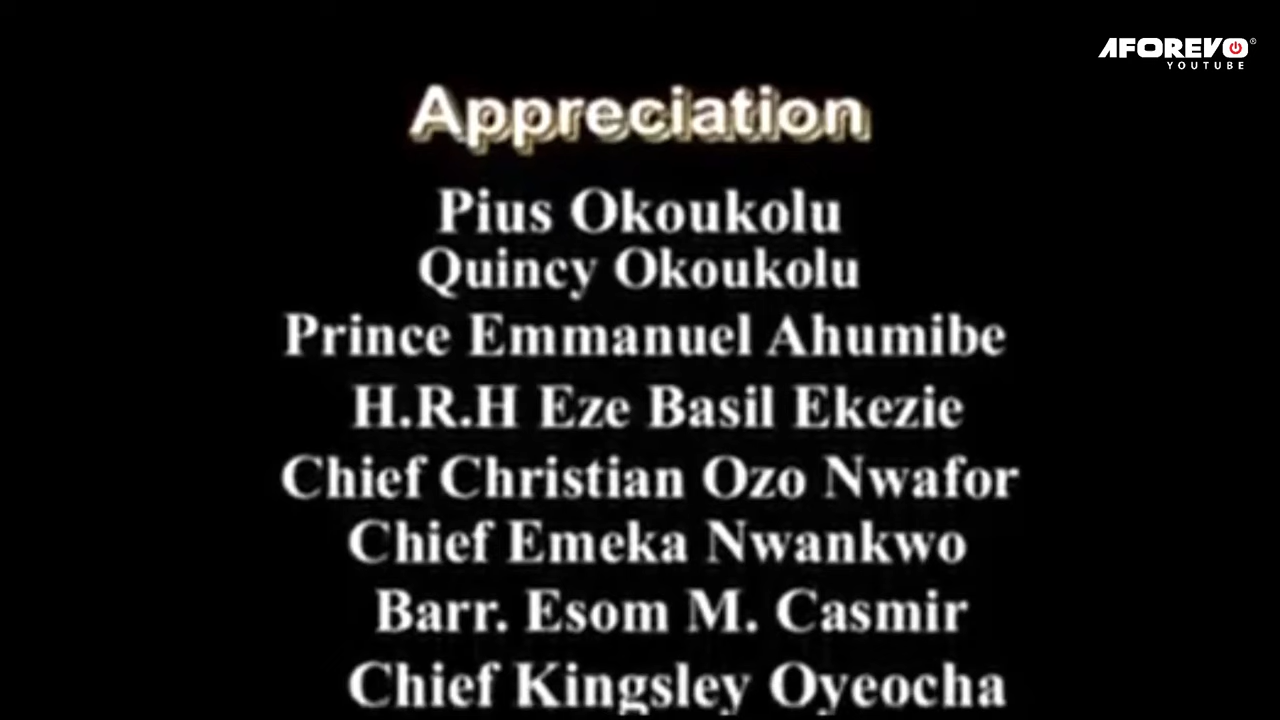 AFOREVO
YOUTUBE
Appreciation
Pius Okoukolu
Quincy Okoukolu
Prince Emmanuel Ahumibe
H.R.H Eze Basil Ekezie
Chief Christian Ozo Nwafor
Chief Emeka Nwankwo
Barr. Esom M. Casmir
Chief Kingsley Oyeocha